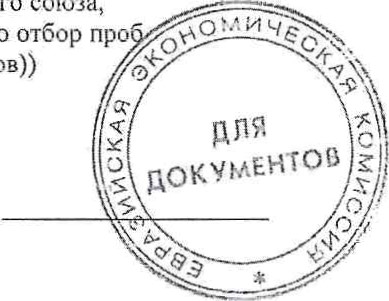 го союза,
о отбор проб
ов))
ЕВРАЗИЙСКАЯ ЭКОНОМИЧЕСКАЯ КОМИССИЯ
*
ДЛЯ
ДОКУМЕНТОВ